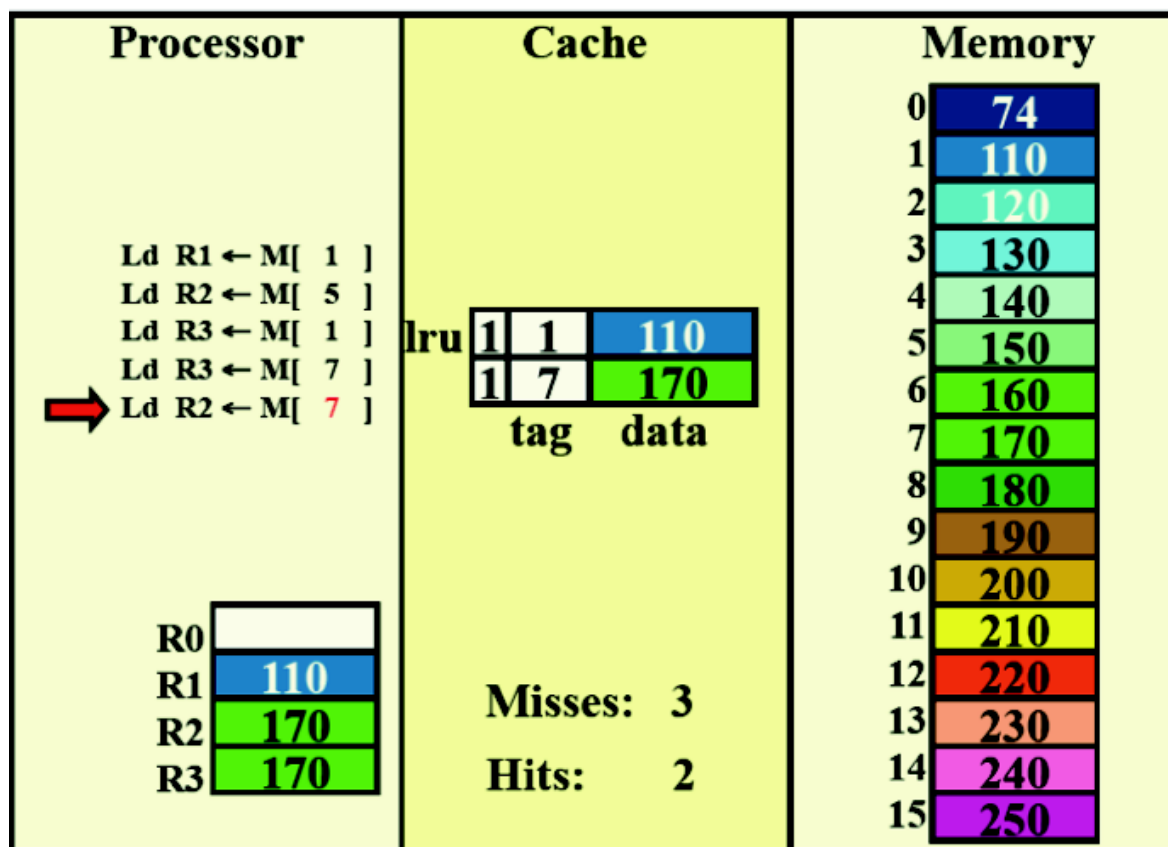 Processor
Ld R1 ← M[ 1 ]
Ld R2 ← M[ 5 ]
Ld R3 ← M[ 1 ]
Ld R3 ← M[ 7 ]
Ld R2 ← M[ 7 ]
R0
R1 110
R2 170
R3 170
Cache
lru 1 1 110
1 7 170
tag data
Misses: 3
Hits: 2
Memory
0 74
1 110
2 120
3 130
4 140
5 150
6 160
7 170
8 180
9 190
10 200
11 210
12 220
13 230
14 240
15 250